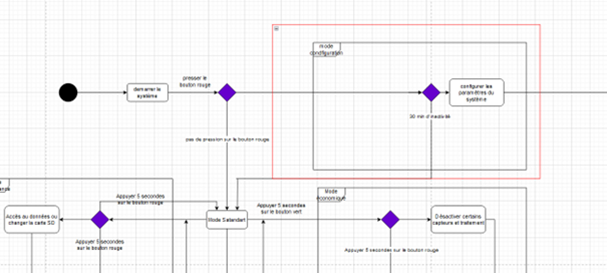 mode
configuration
demarrer le
système
presser le
bouton rouge
configurer les
paramètres du
système
30 min d'inactivité
pas de pression sur le bouton rouge
Mode
économique
Appuyer 5 secondes
sur le bouton rouge
Accès au données ou
changer la carte SD
Mode Satandart
Appuyer 5 secondes
sur le bouton vert
Désactiver certains
capteurs et traitement
Appuyer 5 secondes
sur le bouton rouge
Appuyer 5 secondes sur le bouton rouge